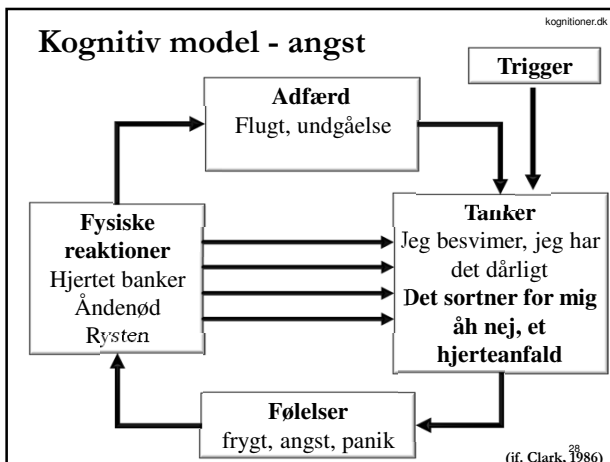 kognitioner.dk
Kognitiv model - angst
Trigger
Adfærd
Flugt, undgåelse
Fysiske
reaktioner
Hjertet banker
Åndenød
Rysten
Tanker
Jeg besvimer, jeg har
det dårligt
Det sortner for mig
åh nej, et
hjerteanfald
Følelser
frygt, angst, panik
28
(jf. Clark, 1986)